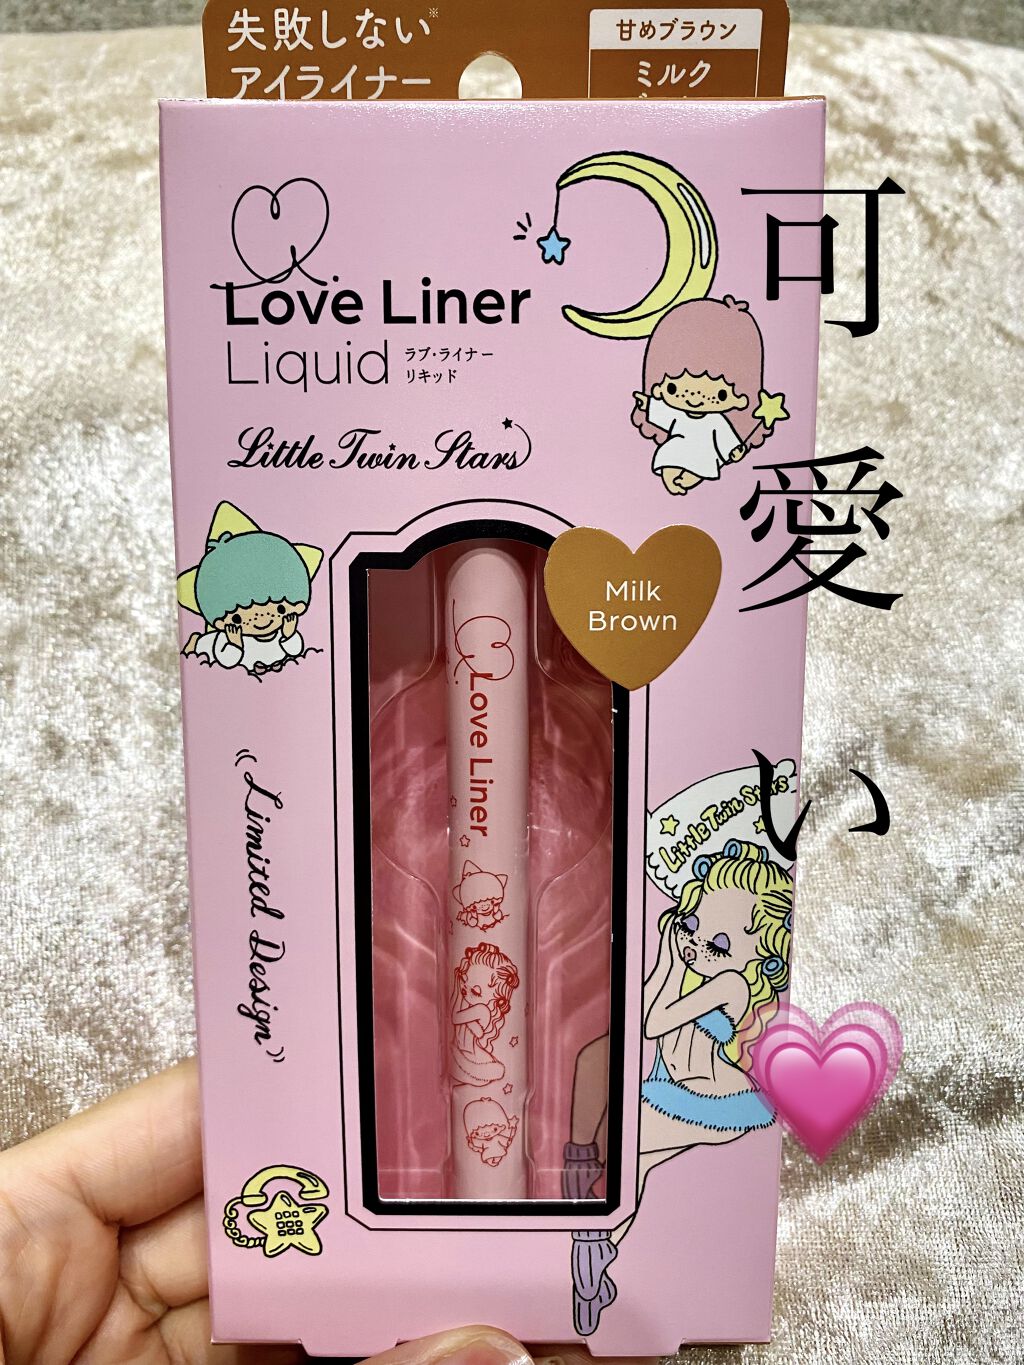 失敗しない※
アイライナー
甘めブラウン
ミルク
Love Liner
Liquid
ラブ・ライナー
リキッド
Little Twin Stars
Milk
Brown
Love Liner
"Limited Design"
Little Twin Stars
可愛い